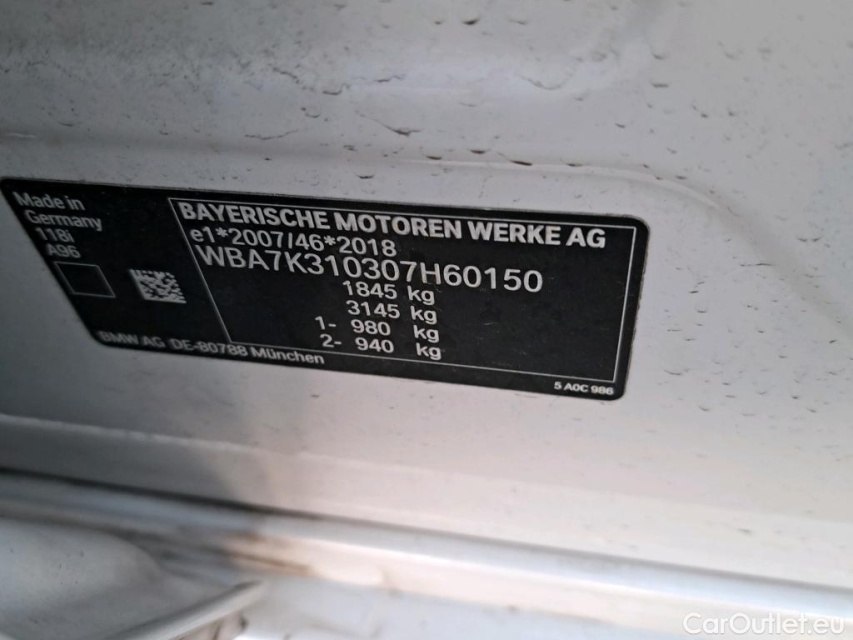 Made in
Germany
118i
A96
BAYERISCHE MOTOREN WERKE AG
e1*2007/46*2018
WBA7K310307H60150
1845 kg
3145 kg
1- 980 kg
2- 940 kg
BMW AG DE-80788 München
5 A0C 986
CarOutlet.eu